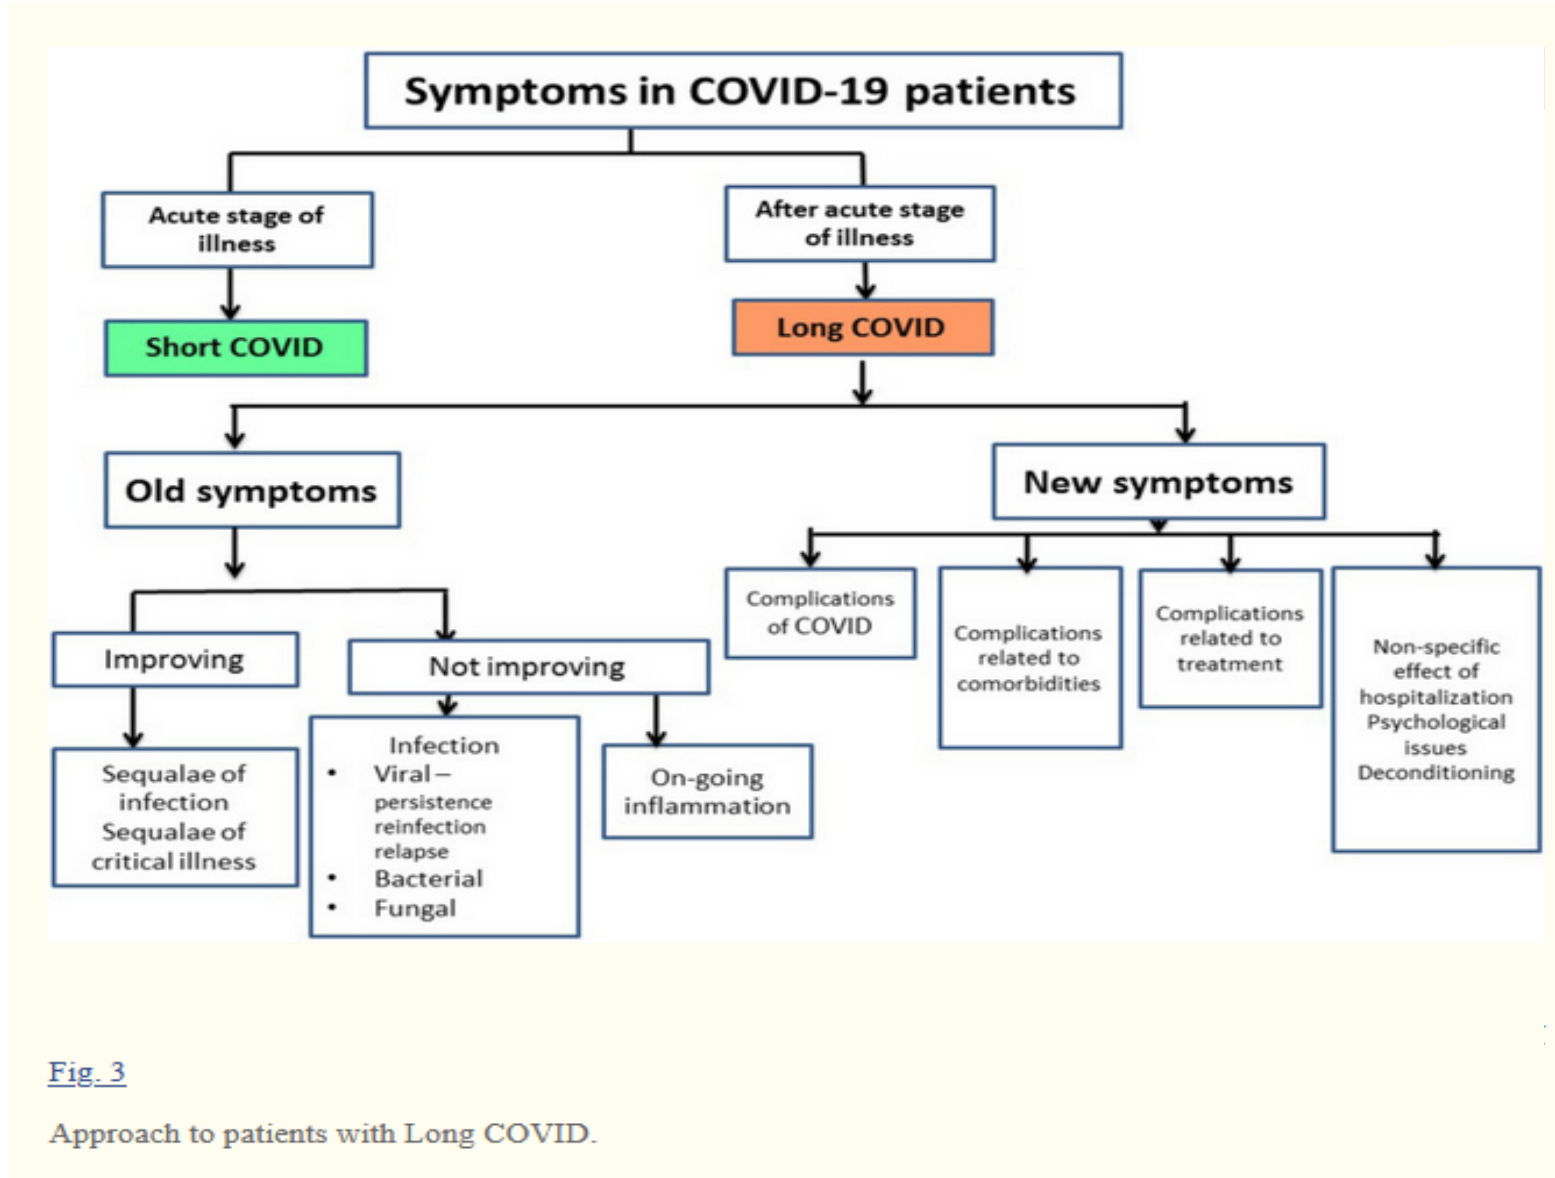 Symptoms in COVID-19 patients
Acute stage of
illness
After acute stage
of illness
Short COVID
Long COVID
Old symptoms
New symptoms
Improving
Not improving
Complications
of COVID
Complications
related to
comorbidities
Complications
related to
treatment
Non-specific
effect of
hospitalization
Psychological
issues
Deconditioning
Sequalae of
infection
Sequalae of
critical illness
Infection
• Viral –
persistence
reinfection
relapse
• Bacterial
• Fungal
On-going
inflammation
Fig. 3
Approach to patients with Long COVID.